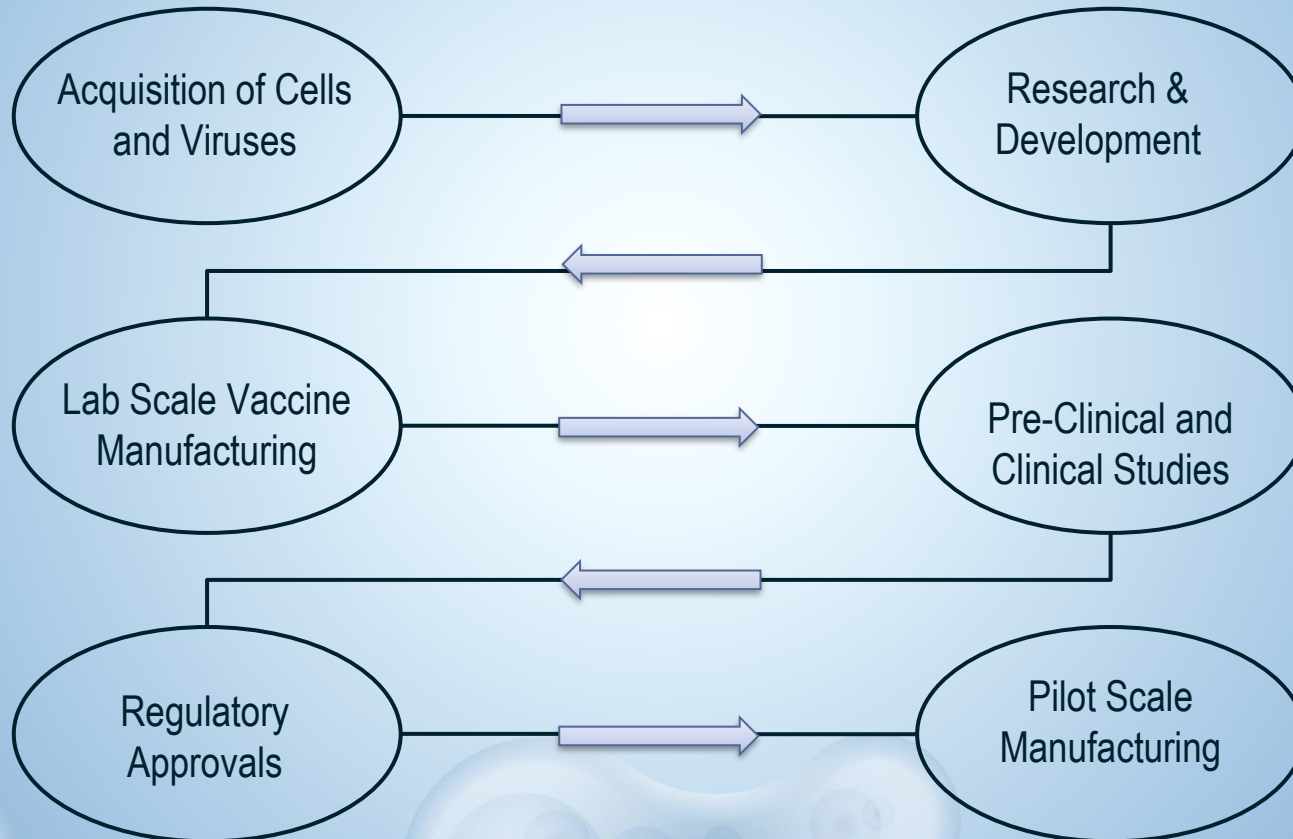 Acquisition of Cells
and Viruses
Research &
Development
Lab Scale Vaccine
Manufacturing
Pre-Clinical and
Clinical Studies
Regulatory
Approvals
Pilot Scale
Manufacturing